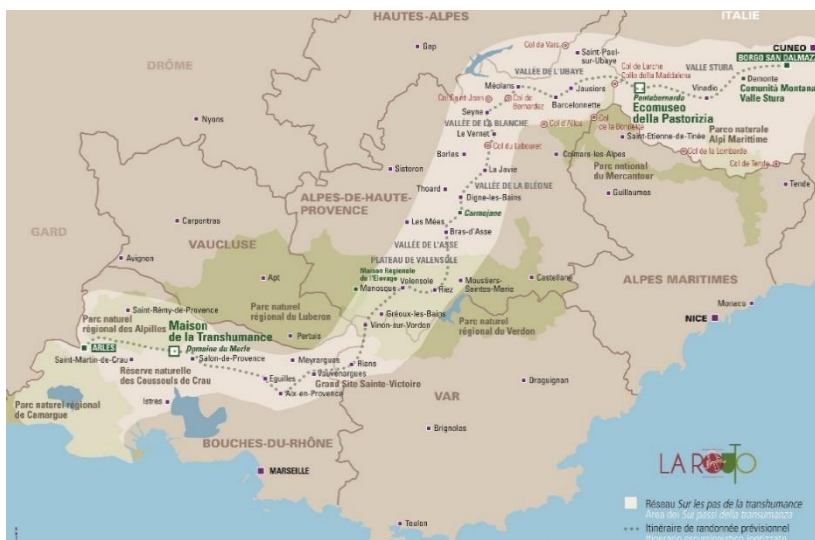 HAUTES-ALPES
ITALIE
Gap
Col de Vars
Saint-Paul-
sur-Ubaye
CUNEO
BORGO SAN DALMAZ
DRÔME
VALLÉE DE L'UBAYE
Col de Larche
Colle della Maddalena
VALLE STURA
Demonte
Comunità Montana
Valle Stura
Méolans
Jausiers
Vinadio
Barcelonnette
Pontebernardo
Ecomuseo
della Pastorizia
Col Saint-Jean
Seyne
VALLÉE DE LA BLANCHE
Le Vernet
Col d'Allos
Col
de la Bonette
Saint-Etienne-de-Tinée
Parco naturale
Alpi Marittime
Nyons
Col du Labouret
Barles
Colmars-les-Alpes
Col de la Lombarde
Col de Tende
Sisteron
La Javie
Parc national
du Mercantour
Tende
Thoard
VALLÉE DE LA BLÉONE
Digne-les-Bains
Guillaumes
ALPES-DE-HAUTE-
PROVENCE
Carmejane
Carpentras
Les Mées
Bras-d'Asse
GARD
VAUCLUSE
VALLÉE DE L'ASSE
PLATEAU DE VALENSOLE
Avignon
Apt
Maison Régionale
de l'Elevage
Manosque
Valensole
Riez
Moustiers-
Sainte-Marie
Castellane
ALPES MARITIMES
Monaco
Saint-Rémy-de-Provence
Parc naturel
régional des Alpilles
Parc naturel
régional du Luberon
Gréoux-les-Bains
Vinon-sur-Verdon
Parc naturel
régional du Verdon
NICE
Maison
de la Transhumance
Domaine du Merle
Pertuis
ARLES
Saint-Martin-de-Crau
Salon-de-Provence
Meyrargues
Rians
Vauvenargues
Grand Site Sainte-Victoire
Draguignan
Réserve naturelle
des Coussouls de Crau
Eguilles
Aix-en-Provence
Parc naturel régional
de Camargue
Istres
VAR
Brignoles
BOUCHES-DU-RHÔNE
MARSEILLE
LA ROUTO
Toulon
Réseau Sur les pas de la transhumance
Area dei Sui passi della transumanza
Itinéraire de randonnée prévisionnel